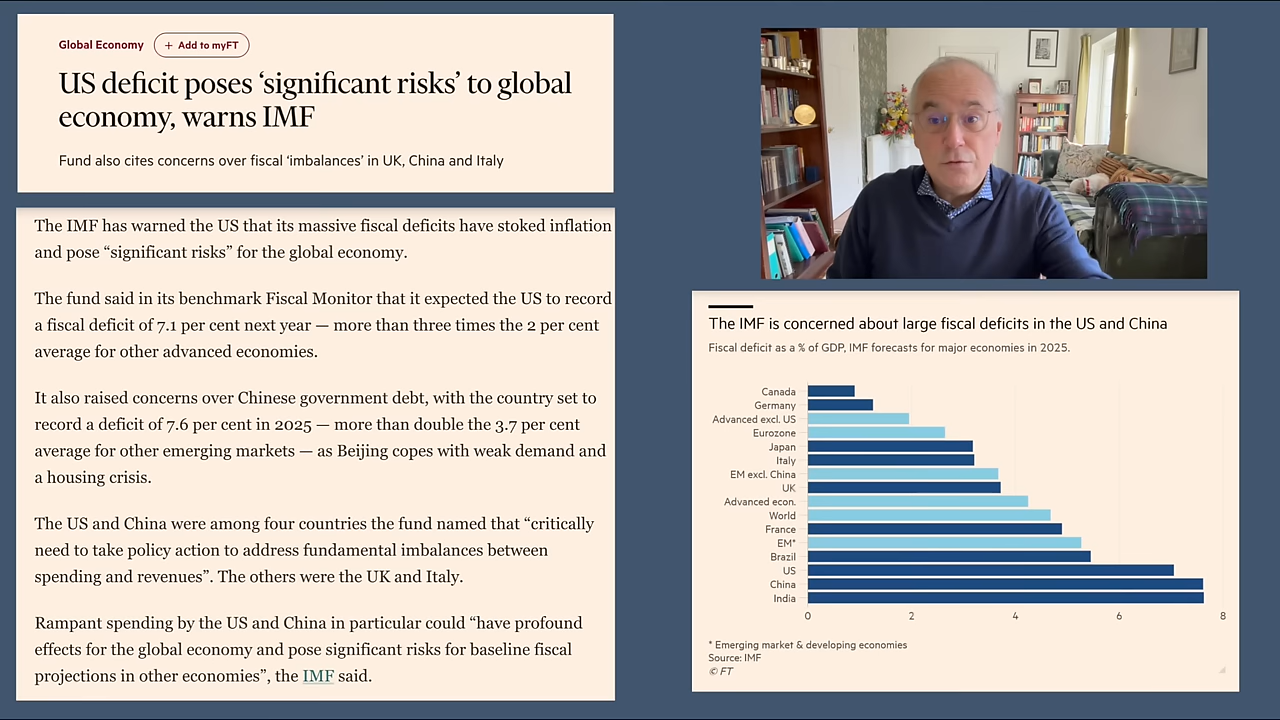 Global Economy + Add to myFT
US deficit poses ‘significant risks’ to global
economy, warns IMF
Fund also cites concerns over fiscal ‘imbalances’ in UK, China and Italy
The IMF has warned the US that its massive fiscal deficits have stoked inflation
and pose “significant risks” for the global economy.
The fund said in its benchmark Fiscal Monitor that it expected the US to record
a fiscal deficit of 7.1 per cent next year — more than three times the 2 per cent
average for other advanced economies.
It also raised concerns over Chinese government debt, with the country set to
record a deficit of 7.6 per cent in 2025 — more than double the 3.7 per cent
average for other emerging markets — as Beijing copes with weak demand and
a housing crisis.
The US and China were among four countries the fund named that “critically
need to take policy action to address fundamental imbalances between
spending and revenues”. The others were the UK and Italy.
Rampant spending by the US and China in particular could “have profound
effects for the global economy and pose significant risks for baseline fiscal
projections in other economies”, the IMF said.
The IMF is concerned about large fiscal deficits in the US and China
Fiscal deficit as a % of GDP, IMF forecasts for major economies in 2025.
Canada
Germany
Advanced excl. US
Eurozone
Japan
Italy
EM excl. China
UK
Advanced econ.
World
France
EM*
Brazil
US
China
India
0 2 4 6 8
* Emerging market & developing economies
Source: IMF
© FT